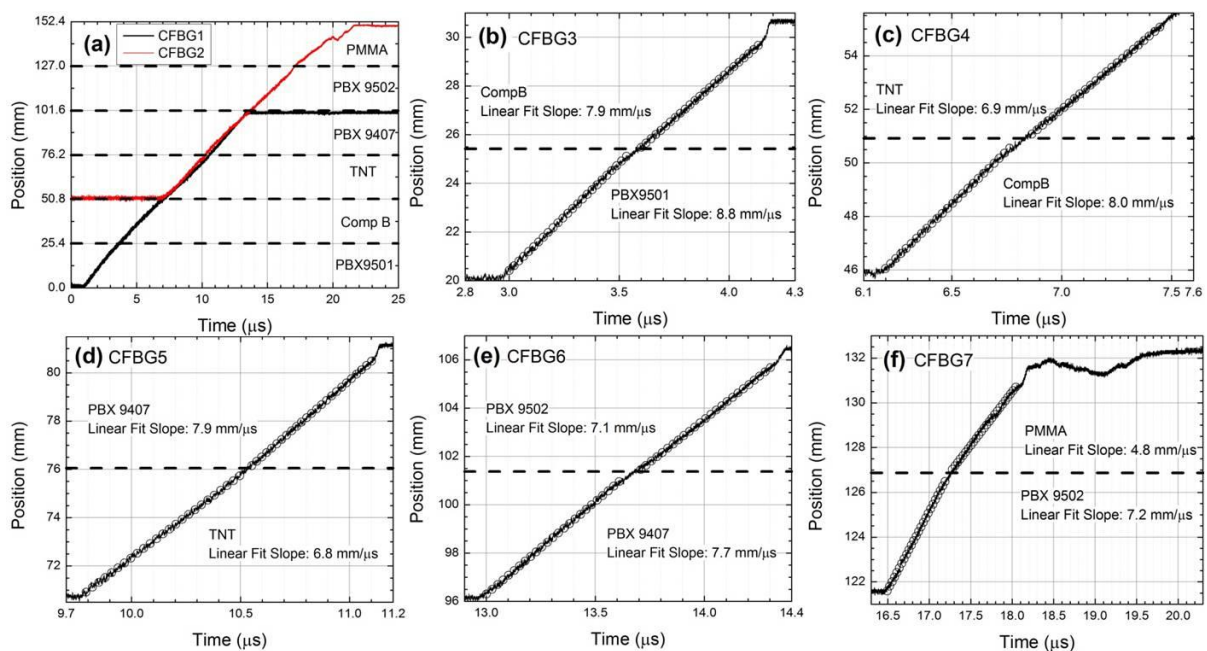 (a)
CFBG1
CFBG2
PMMA
PBX 9502
PBX 9407
TNT
Comp B
PBX9501
152.4
127.0
101.6
76.2
50.8
25.4
0.0
0 5 10 15 20 25
Position (mm)
Time (μs)
(b) CFBG3
CompB
Linear Fit Slope: 7.9 mm/μs
PBX9501
Linear Fit Slope: 8.8 mm/μs
30
28
26
24
22
20
2.8 3.0 3.5 4.0 4.3
Position (mm)
Time (μs)
(c) CFBG4
TNT
Linear Fit Slope: 6.9 mm/μs
CompB
Linear Fit Slope: 8.0 mm/μs
54
52
50
48
46
6.1 6.5 7.0 7.5 7.6
Position (mm)
Time (μs)
(d) CFBG5
PBX 9407
Linear Fit Slope: 7.9 mm/μs
TNT
Linear Fit Slope: 6.8 mm/μs
80
78
76
74
72
9.7 10.0 10.5 11.0 11.2
Position (mm)
Time (μs)
(e) CFBG6
PBX 9502
Linear Fit Slope: 7.1 mm/μs
PBX 9407
Linear Fit Slope: 7.7 mm/μs
106
104
102
100
98
96
13.0 13.5 14.0 14.4
Position (mm)
Time (μs)
(f) CFBG7
PMMA
Linear Fit Slope: 4.8 mm/μs
PBX 9502
Linear Fit Slope: 7.2 mm/μs
132
130
128
126
124
122
16.5 17.0 17.5 18.0 18.5 19.0 19.5 20.0
Position (mm)
Time (μs)